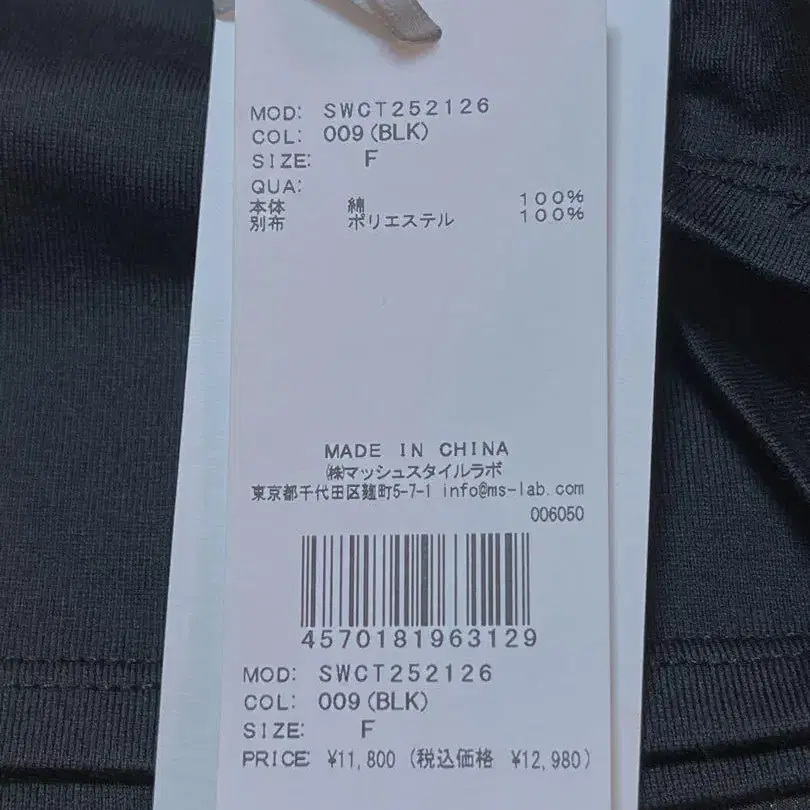 MOD: SWCT252126
COL: 009(BLK)
SIZE: F
QUA:
本体 綿 100%
別布 ポリエステル 100%
MADE IN CHINA
㈱マッシュスタイルラボ
東京都千代田区麹町5-7-1 info@ms-lab.com
006050
4570181963129
MOD: SWCT252126
COL: 009(BLK)
SIZE: F
PRICE: ¥11,800 (税込価格 ¥12,980)